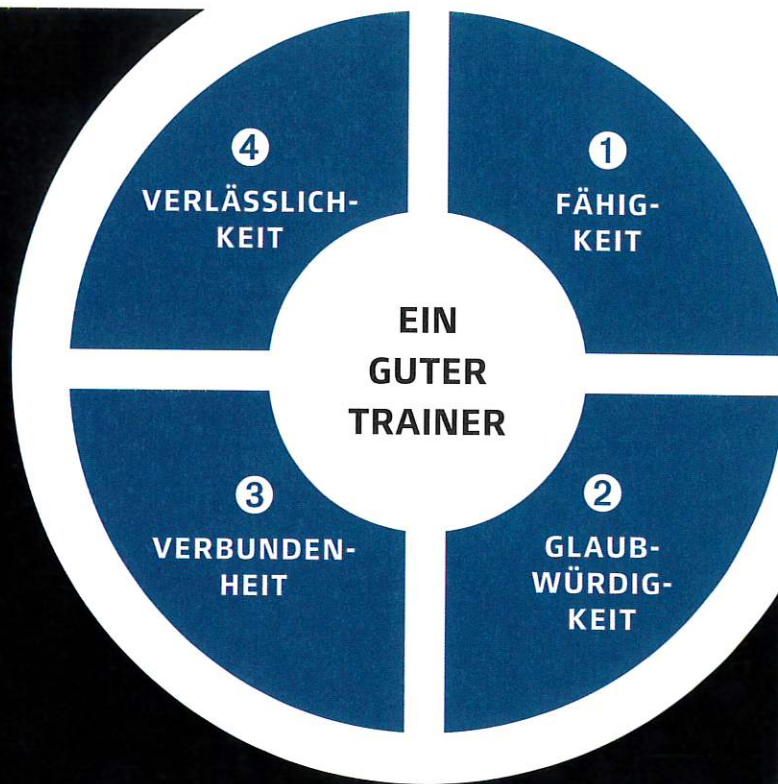 4
VERLÄSSLICH-
KEIT
1
FÄHIG-
KEIT
EIN
GUTER
TRAINER
3
VERBUNDEN-
HEIT
2
GLAUB-
WÜRDIG-
KEIT